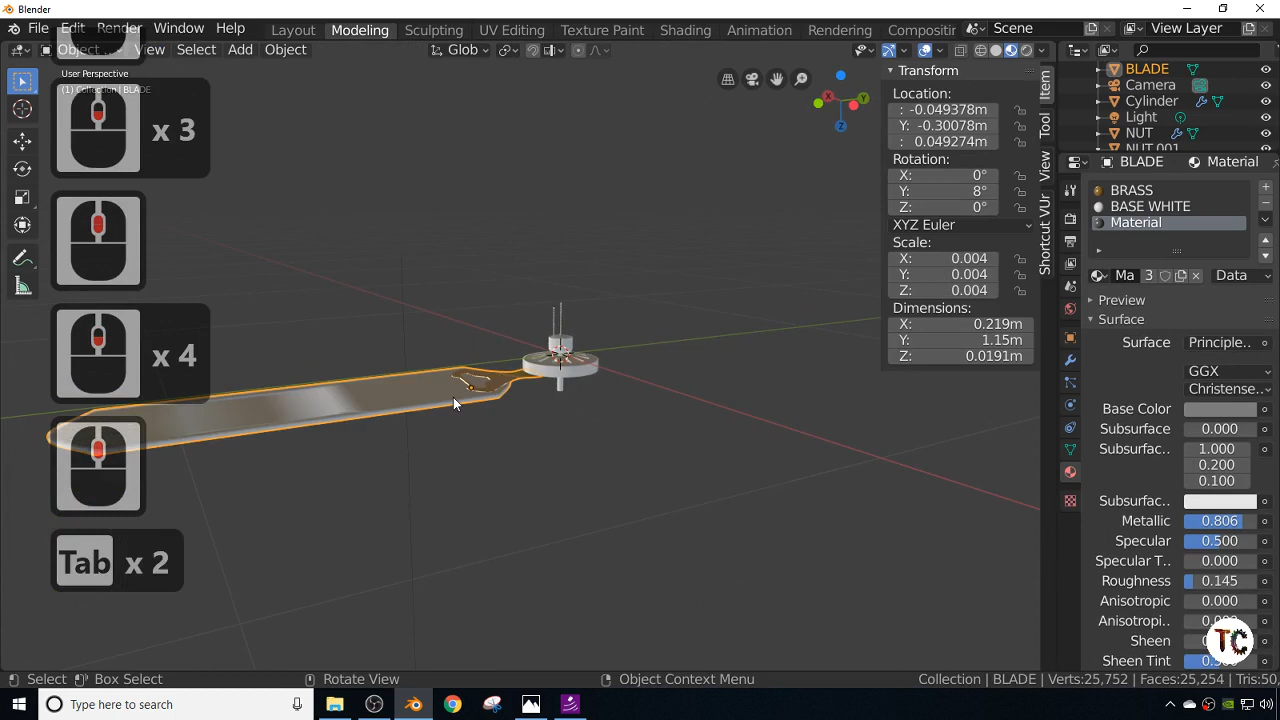 Blender
File Edit Render Window Help Layout Modeling Sculpting UV Editing Texture Paint Shading Animation Rendering Compositir Scene View Layer
Object... View Select Add Object Glob
User Perspective
(1) Collection | BLADE
x 3
x 4
Tab x 2
Transform
Location:
: -0.049378m
Y: -0.30078m
: 0.049274m
Rotation:
X: 0°
Y: 8°
Z: 0°
XYZ Euler
Scale:
X: 0.004
Y: 0.004
Z: 0.004
Dimensions:
X: 0.219m
Y: 1.15m
Z: 0.0191m
Item
Tool
View
Shortcut VUr
BLADE
Camera
Cylinder
Light
NUT
NUT.001
BLADE Material
BRASS
BASE WHITE
Material
Ma 3 Data
Preview
Surface
Surface Principle..
GGX
Christense..
Base Color
Subsurface 0.000
Subsurfac.. 1.000
0.200
0.100
Subsurfac..
Metallic 0.806
Specular 0.500
Specular T.. 0.000
Roughness 0.145
Anisotropic 0.000
Anisotropi..
Sheen
Sheen Tint
TC
Select Box Select Rotate View Object Context Menu Collection | BLADE | Verts:25,752 | Faces:25,254 | Tris:50,
Type here to search